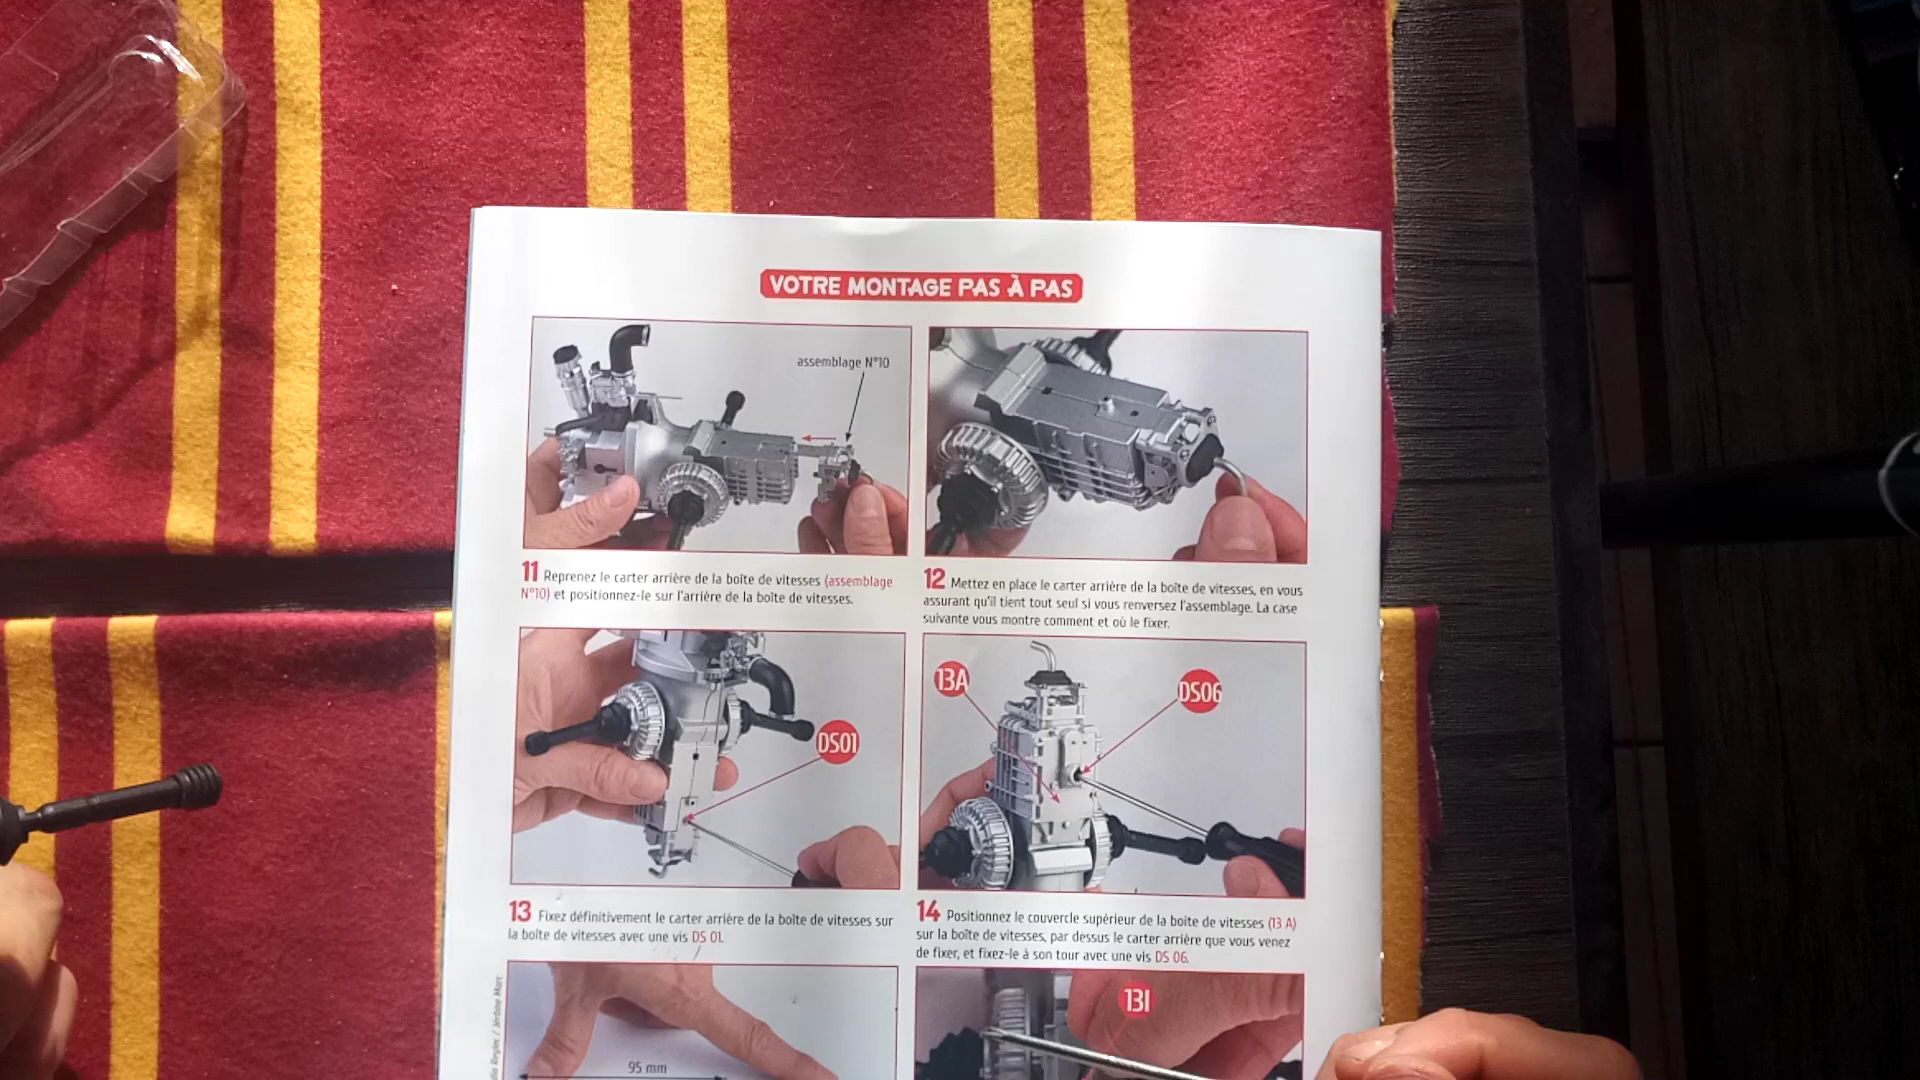 VOTRE MONTAGE PAS À PAS
assemblage N°10
11 Reprenez le carter arrière de la boîte de vitesses (assemblage
N°10) et positionnez-le sur l'arrière de la boîte de vitesses.
12 Mettez en place le carter arrière de la boîte de vitesses, en vous
assurant qu'il tient tout seul si vous renversez l'assemblage. La case
suivante vous montre comment et où le fixer.
DS01
13A
DS06
13 Fixez définitivement le carter arrière de la boîte de vitesses sur
la boîte de vitesses avec une vis DS 01.
14 Positionnez le couvercle supérieur de la boite de vitesses (13 A)
sur la boîte de vitesses, par dessus le carter arrière que vous venez
de fixer, et fixez-le à son tour avec une vis DS 06.
95 mm
13I